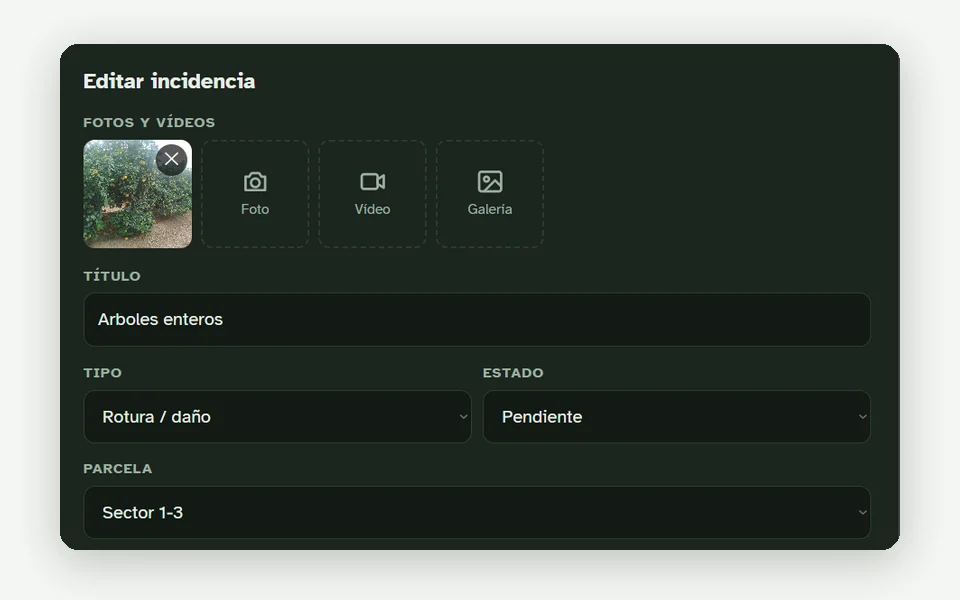 Editar incidencia
FOTOS Y VÍDEOS
Foto
Vídeo
Galería
TÍTULO
Arboles enteros
TIPO
ESTADO
Rotura / daño
Pendiente
PARCELA
Sector 1-3